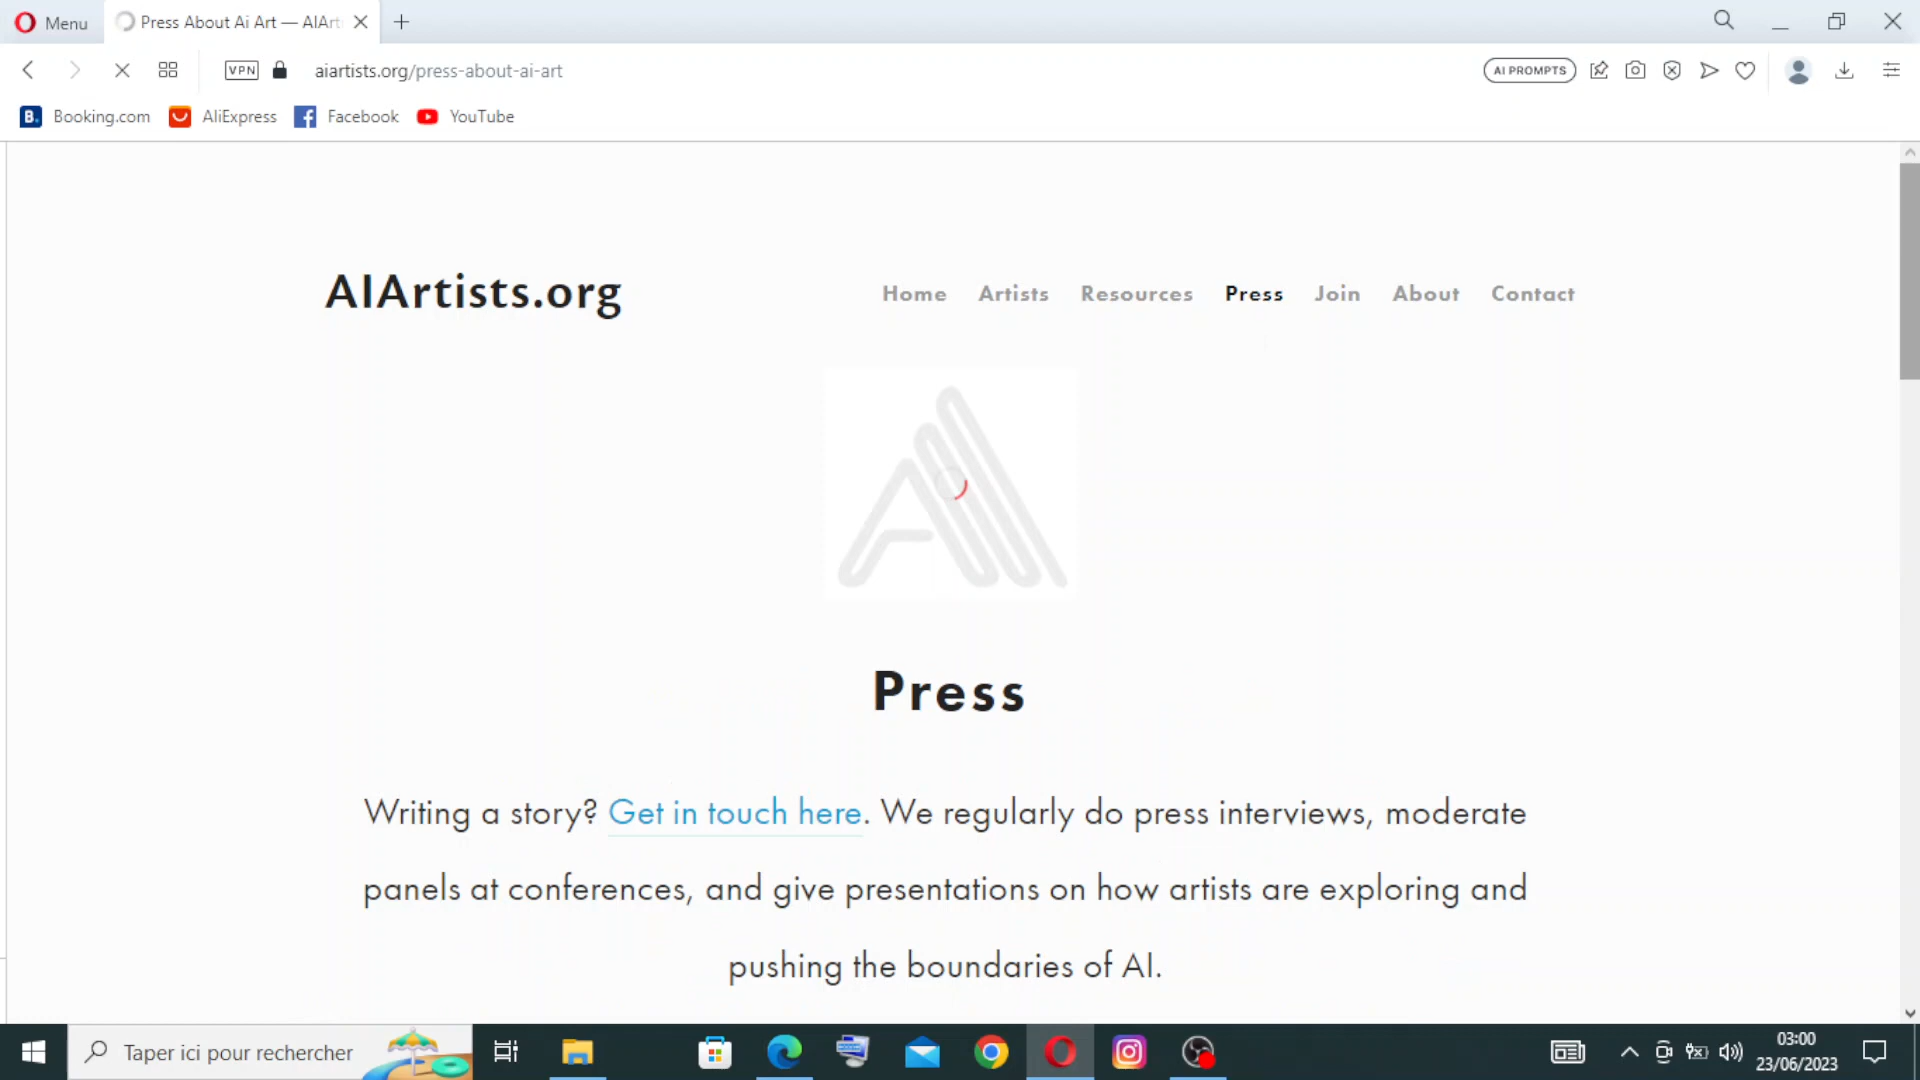 Menu
Press About Ai Art — AIArt
VPN
aiartists.org/press-about-ai-art
AI PROMPTS
B.
Booking.com
AliExpress
Facebook
YouTube
AIArtists.org
Home
Artists
Resources
Press
Join
About
Contact
AI
Press
Writing a story? Get in touch here. We regularly do press interviews, moderate
panels at conferences, and give presentations on how artists are exploring and
pushing the boundaries of AI.
Taper ici pour rechercher
03:00
23/06/2023